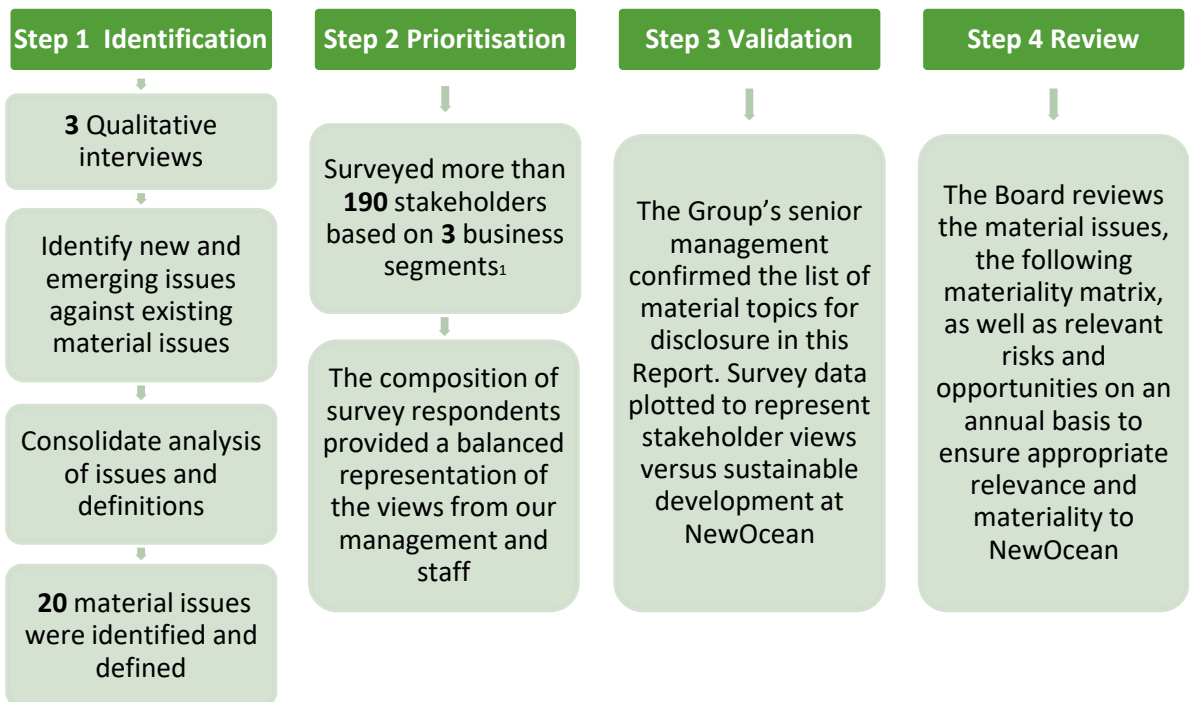 Step 1 Identification
3 Qualitative
interviews
Identify new and
emerging issues
against existing
material issues
Consolidate analysis
of issues and
definitions
20 material issues
were identified and
defined
Step 2 Prioritisation
Surveyed more than
190 stakeholders
based on 3 business
segments1
The composition of
survey respondents
provided a balanced
representation of
the views from our
management and
staff
Step 3 Validation
The Group’s senior
management
confirmed the list of
material topics for
disclosure in this
Report. Survey data
plotted to represent
stakeholder views
versus sustainable
development at
NewOcean
Step 4 Review
The Board reviews
the material issues,
the following
materiality matrix,
as well as relevant
risks and
opportunities on an
annual basis to
ensure appropriate
relevance and
materiality to
NewOcean